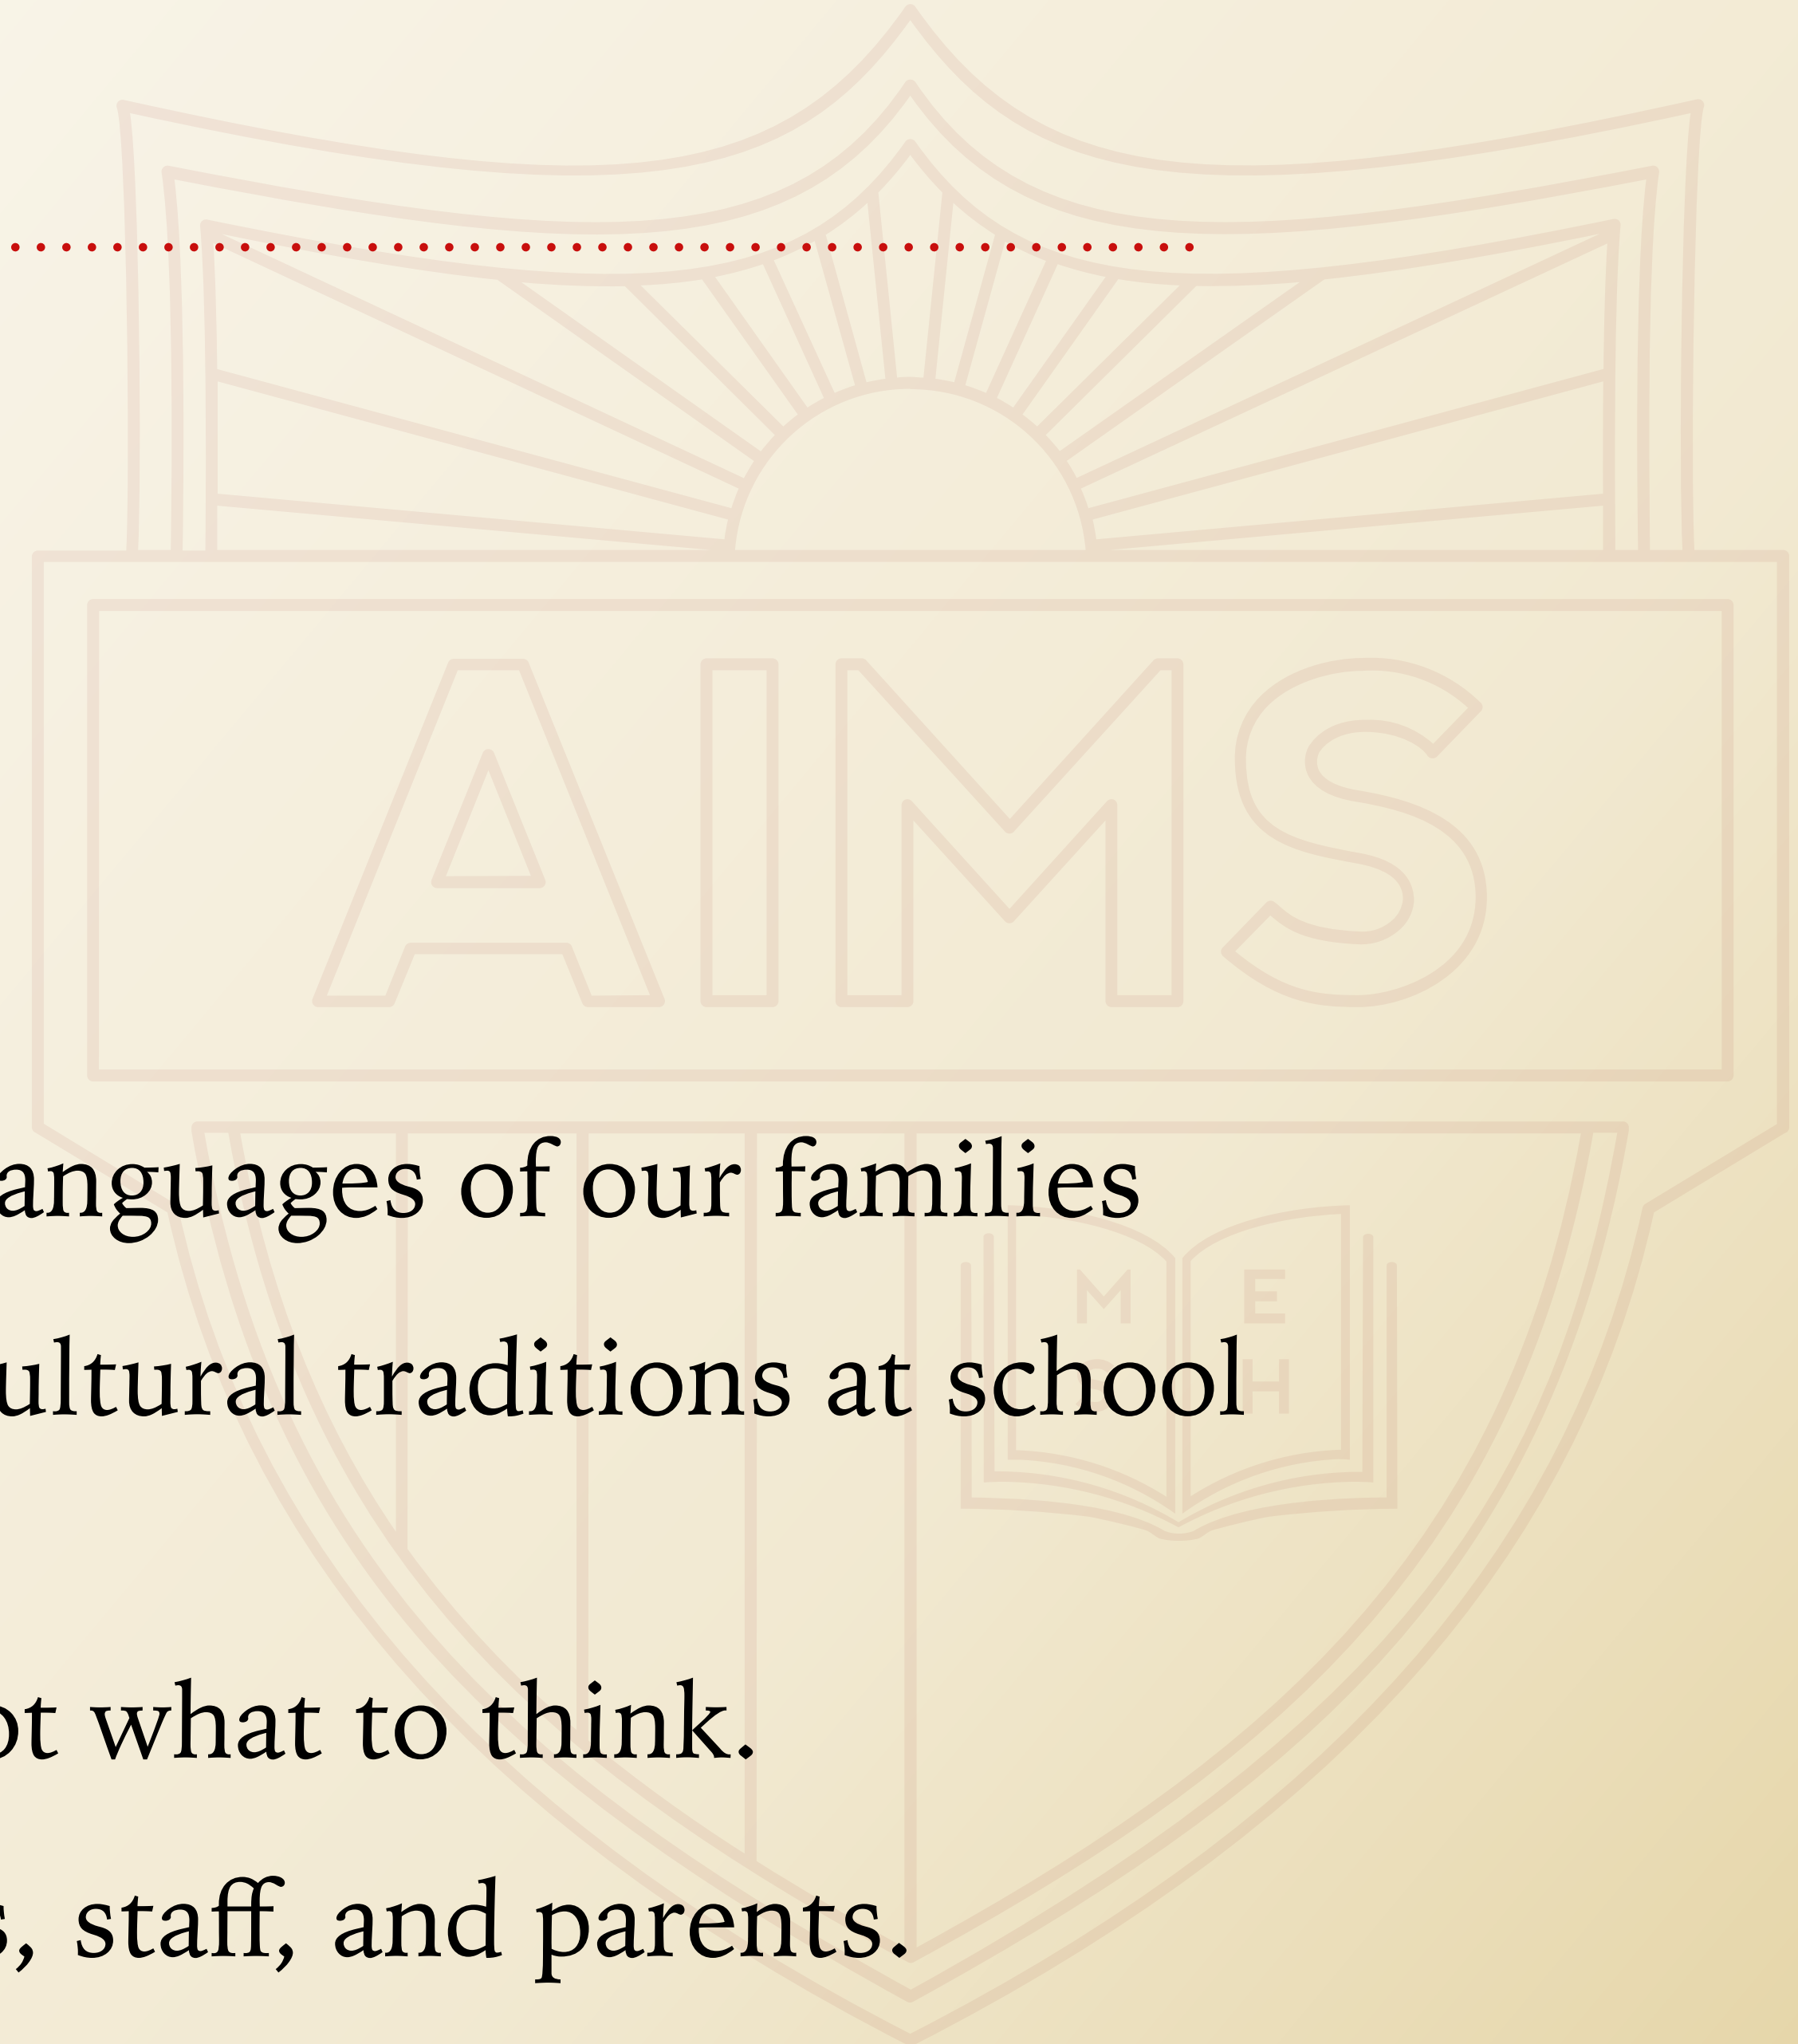 AIMS
anguages of our families
M E
ultural traditions at school
H
ot what to think.
s, staff, and parents.